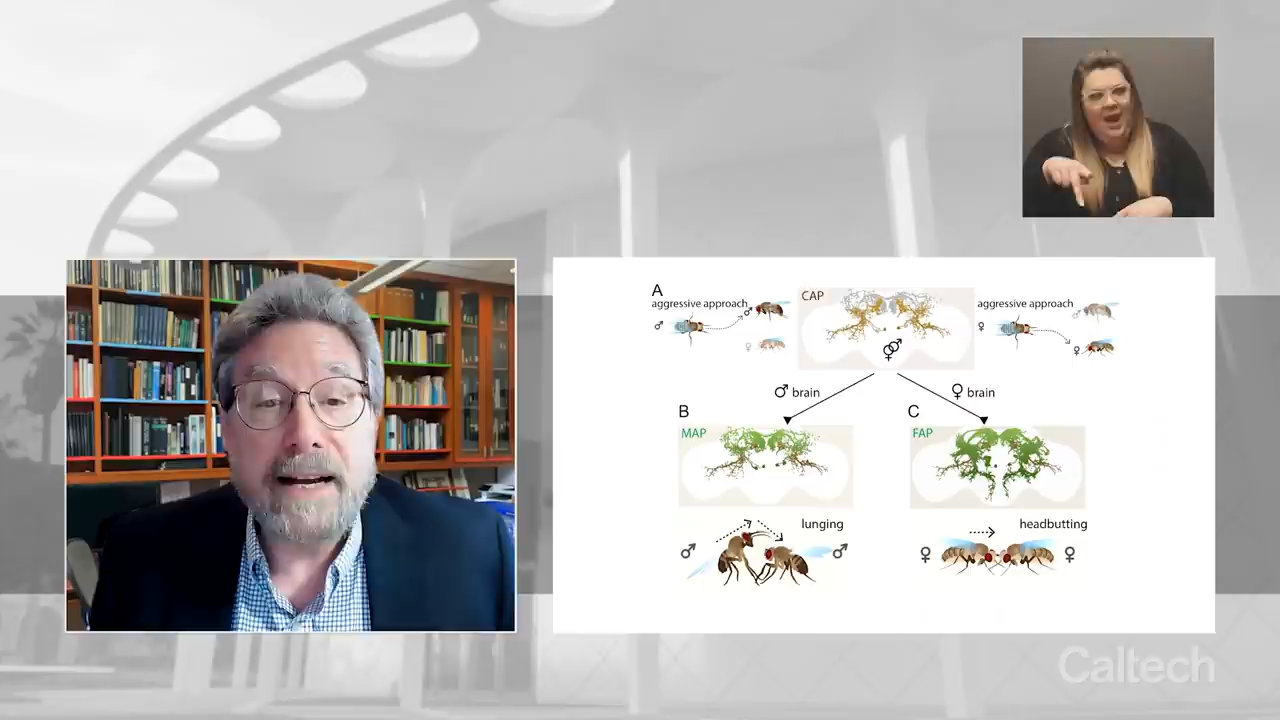 A
aggressive approach
CAP
aggressive approach
♂
♂
♂
♀
♀
♀
⚤
♂ brain
♀ brain
B
C
MAP
FAP
lunging
headbutting
♂
♂
♀
♀
Caltech